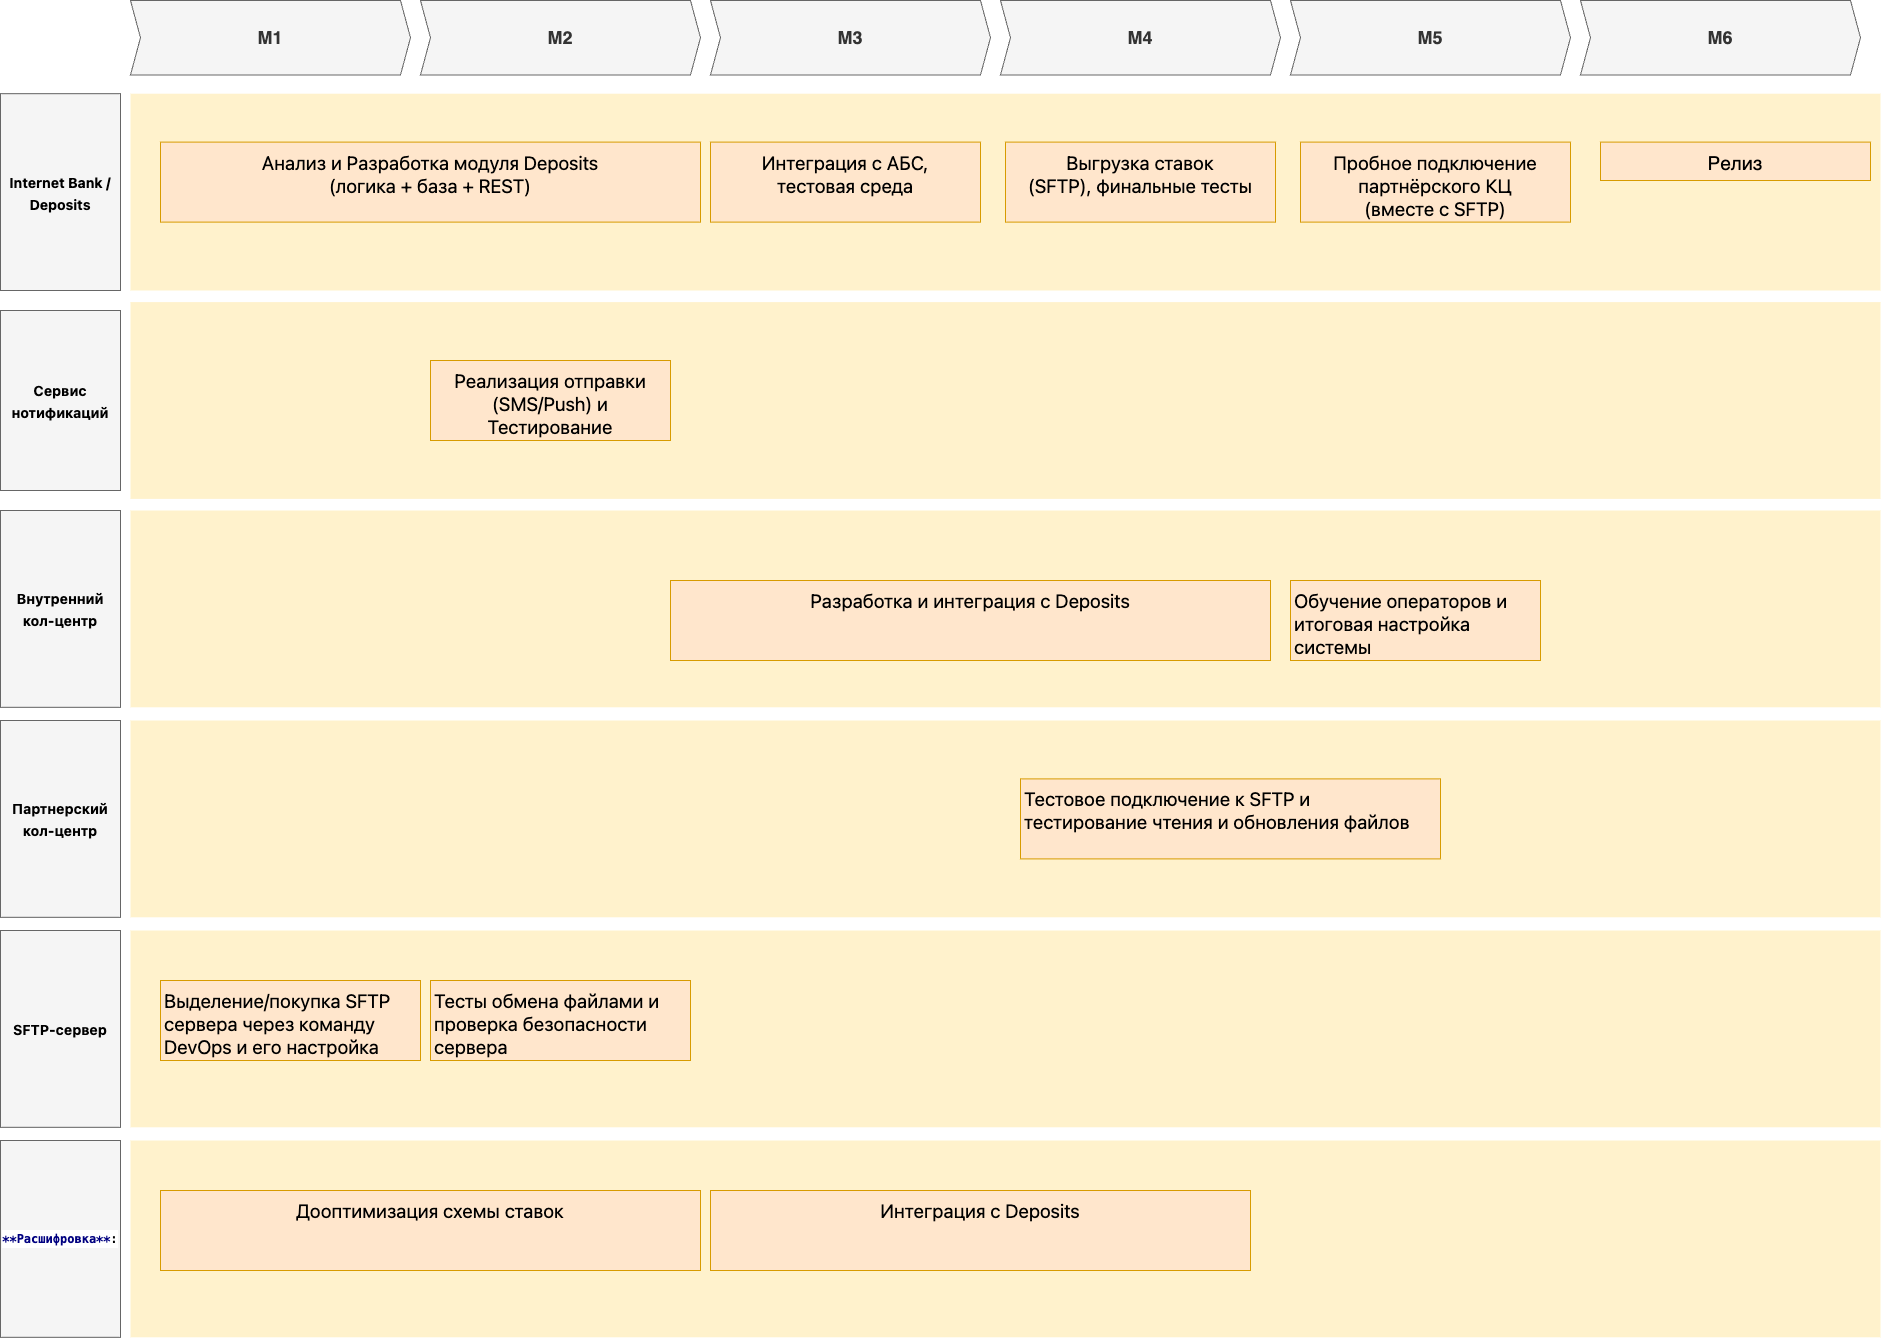 M1
M2
M3
M4
M5
M6
Internet Bank /
Deposits
Анализ и Разработка модуля Deposits
(логика + база + REST)
Интеграция с АБС,
тестовая среда
Выгрузка ставок
(SFTP), финальные тесты
Пробное подключение
партнёрского КЦ
(вместе с SFTP)
Релиз
Сервис
нотификаций
Реализация отправки
(SMS/Push) и
Тестирование
Внутренний
кол-центр
Разработка и интеграция с Deposits
Обучение операторов и
итоговая настройка
системы
Партнерский
кол-центр
Тестовое подключение к SFTP и
тестирование чтения и обновления файлов
SFTP-сервер
Выделение/покупка SFTP
сервера через команду
DevOps и его настройка
Тесты обмена файлами и
проверка безопасности
сервера
**Расшифровка**:
Дооптимизация схемы ставок
Интеграция с Deposits